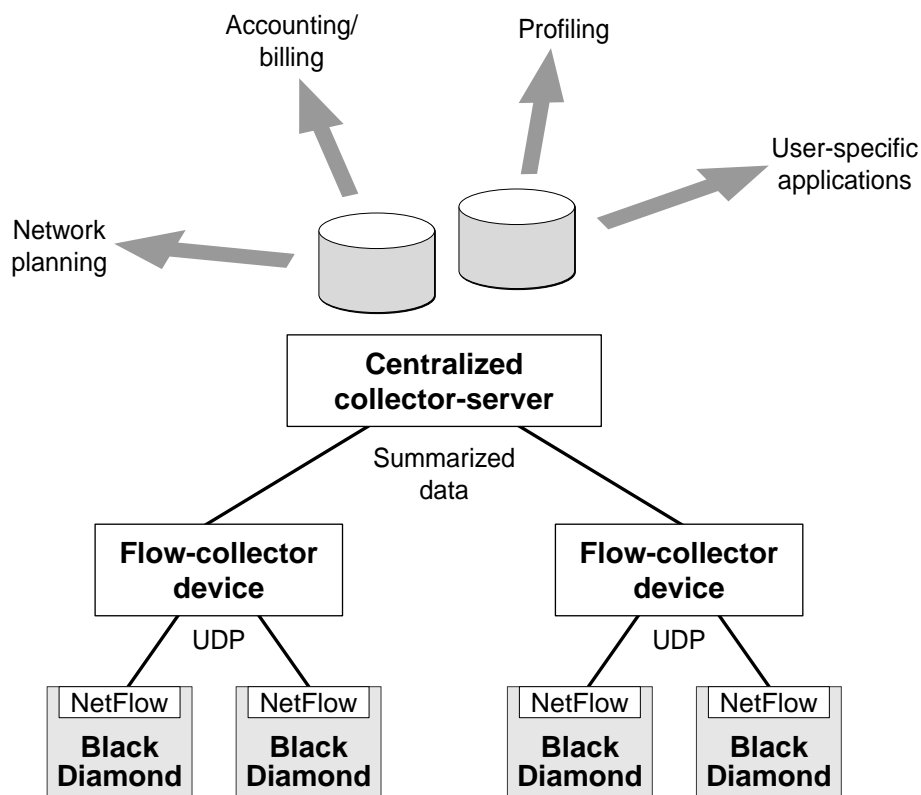 Accounting/
billing
Profiling
User-specific
applications
Network
planning
Centralized
collector-server
Summarized
data
Flow-collector
device
Flow-collector
device
UDP
UDP
NetFlow
NetFlow
NetFlow
NetFlow
Black
Diamond
Black
Diamond
Black
Diamond
Black
Diamond